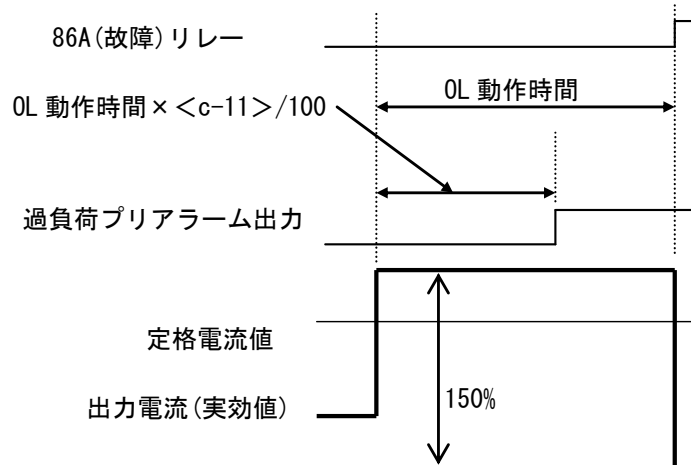 86A(故障)リレー
OL 動作時間
OL 動作時間×<c-11>/100
過負荷プリアラーム出力
定格電流値
150%
出力電流(実効値)